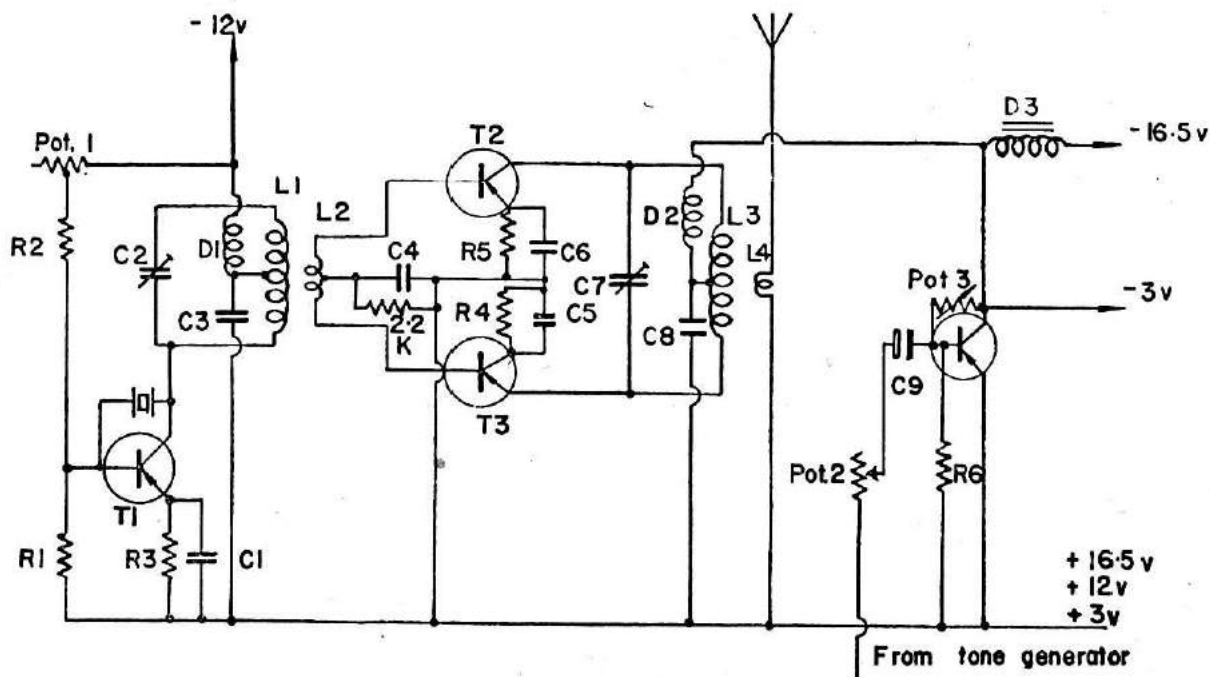 - 12v
D3
-16.5v
Pot. 1
T2
L1
L2
D2
L3
R2
C2
D1
C4
R5
C6
L4
C7
Pot 3
-3v
C3
2.2
K
R4
C5
C8
C9
T3
Pot.2
R6
T1
R1
R3
C1
+ 16.5v
+ 12v
+ 3v
From tone generator